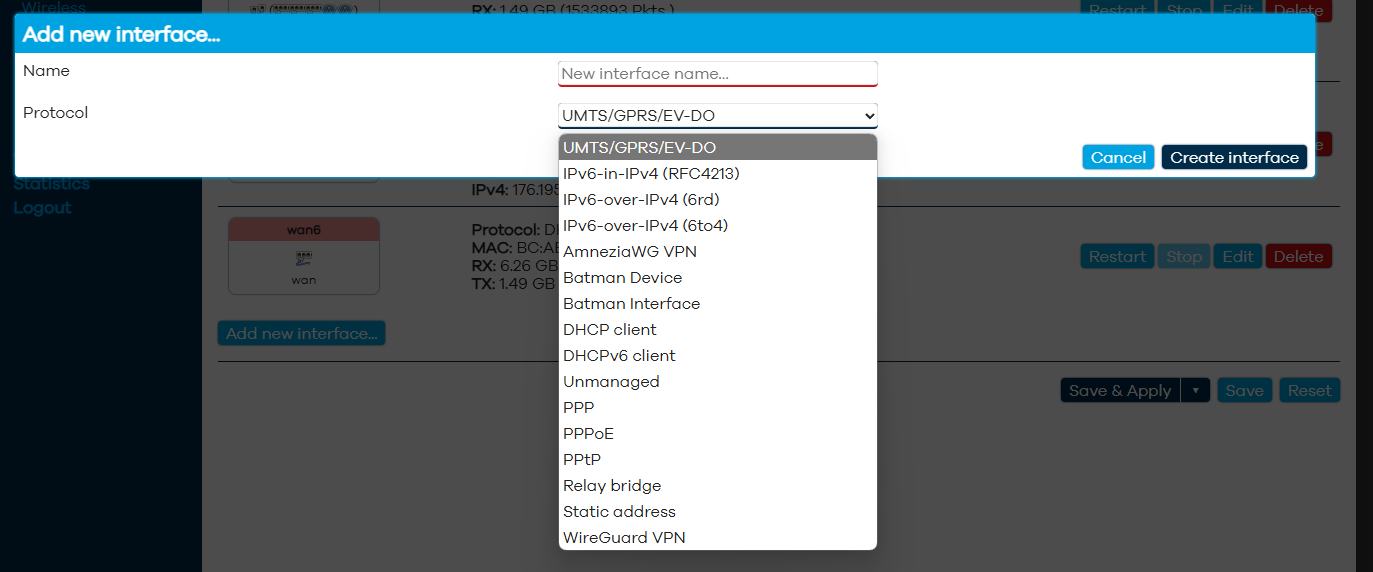 Wireless
RX: 1.49 GB (1533893 Pkts.)
Restart Stop Edit Delete
Add new interface...
Name
New interface name...
Protocol
UMTS/GPRS/EV-DO
UMTS/GPRS/EV-DO
Cancel Create interface
IPv6-in-IPv4 (RFC4213)
Statistics
IPv4: 176.195
IPv6-over-IPv4 (6rd)
Logout
IPv6-over-IPv4 (6to4)
wan6
Protocol:
AmneziaWG VPN
MAC: BC:AE
Restart Stop Edit Delete
RX: 6.26 GB
Batman Device
wan
TX: 1.49 GB
Batman Interface
Add new interface...
DHCP client
DHCPv6 client
Unmanaged
Save & Apply Save Reset
PPP
PPPoE
PPtP
Relay bridge
Static address
WireGuard VPN